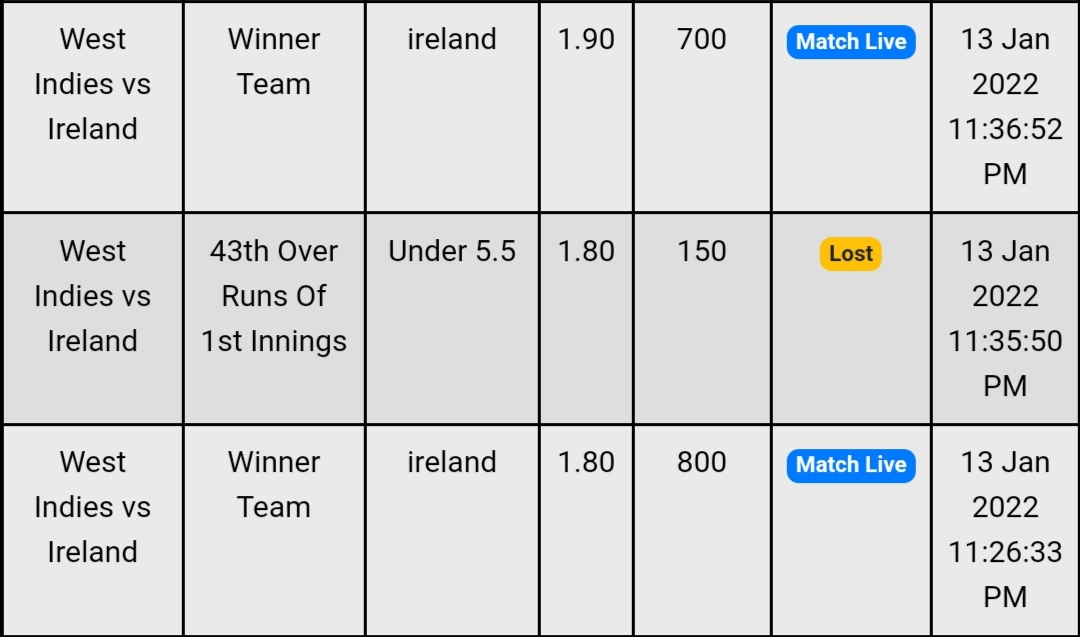 West Indies vs Ireland
Winner Team
ireland
1.90
700
Match Live
13 Jan 2022 11:36:52 PM
West Indies vs Ireland
43th Over Runs Of 1st Innings
Under 5.5
1.80
150
Lost
13 Jan 2022 11:35:50 PM
West Indies vs Ireland
Winner Team
ireland
1.80
800
Match Live
13 Jan 2022 11:26:33 PM